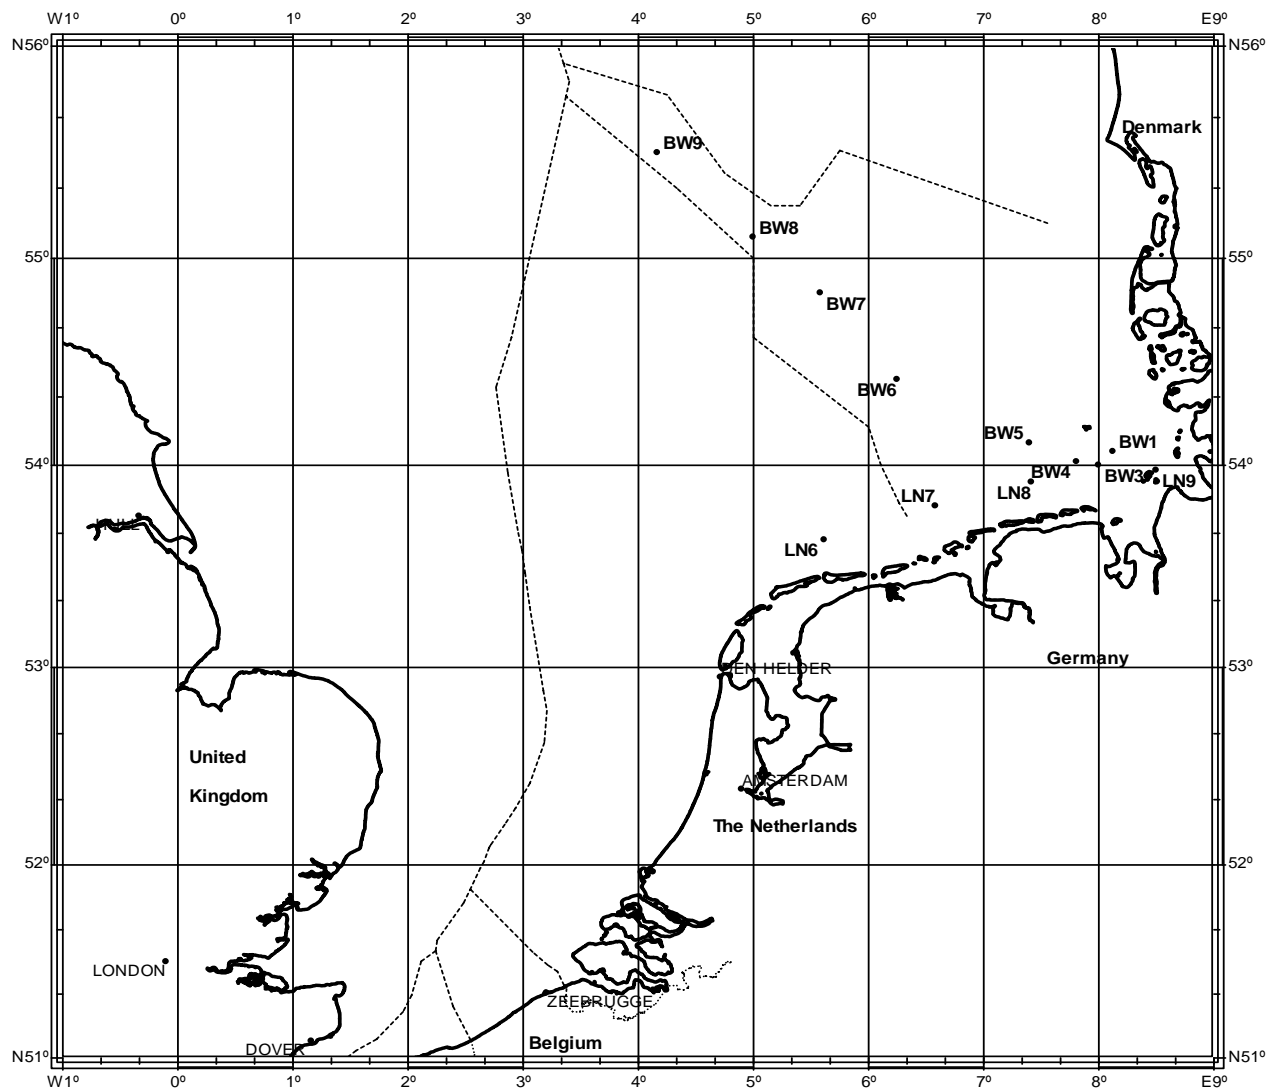 W1º 0º 1º 2º 3º 4º 5º 6º 7º 8º E9º
N56º N56º
Denmark
BW9
BW8
55º 55º
BW7
BW6
BW5 BW1
54º 54º
BW4 BW3 LN9
LN8
LN7
HULL
LN6
Germany
53º DEN HELDER 53º
United
Kingdom
AMSTERDAM
The Netherlands
52º 52º
LONDON
ZEEBRUGGE
Belgium
DOVER
N51º N51º
W1º 0º 1º 2º 3º 4º 5º 6º 7º 8º E9º